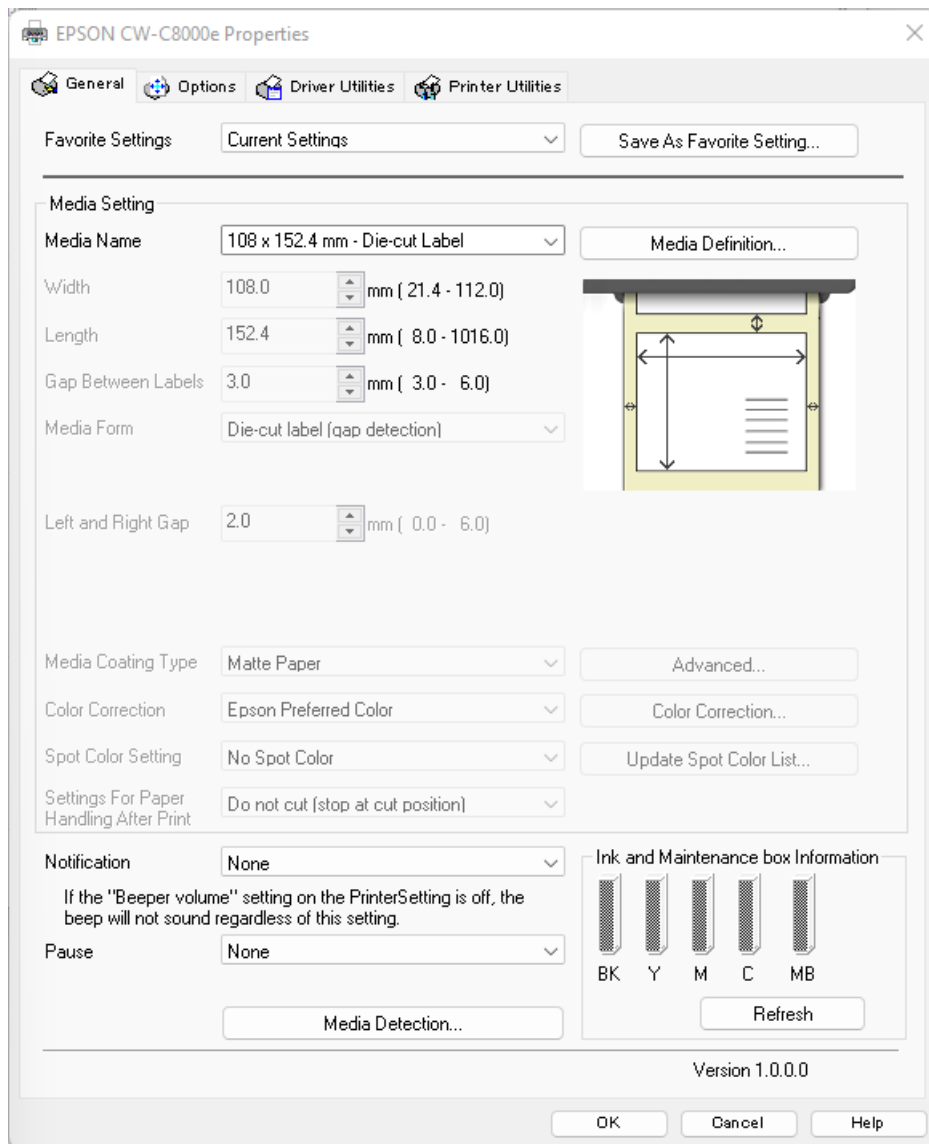 EPSON CW-C8000e Properties
General Options Driver Utilities Printer Utilities
Favorite Settings Current Settings Save As Favorite Setting...
Media Setting
Media Name 108 x 152.4 mm - Die-cut Label Media Definition...
Width 108.0 mm ( 21.4 - 112.0)
Length 152.4 mm ( 8.0 - 1016.0)
Gap Between Labels 3.0 mm ( 3.0 - 6.0)
Media Form Die-cut label (gap detection)
Left and Right Gap 2.0 mm ( 0.0 - 6.0)
Media Coating Type Matte Paper Advanced...
Color Correction Epson Preferred Color Color Correction...
Spot Color Setting No Spot Color Update Spot Color List...
Settings For Paper
Handling After Print Do not cut (stop at cut position)
Notification None
If the "Beeper volume" setting on the PrinterSetting is off, the
beep will not sound regardless of this setting.
Pause None
Media Detection...
Ink and Maintenance box Information
BK Y M C MB
Refresh
Version 1.0.0.0
OK Cancel Help